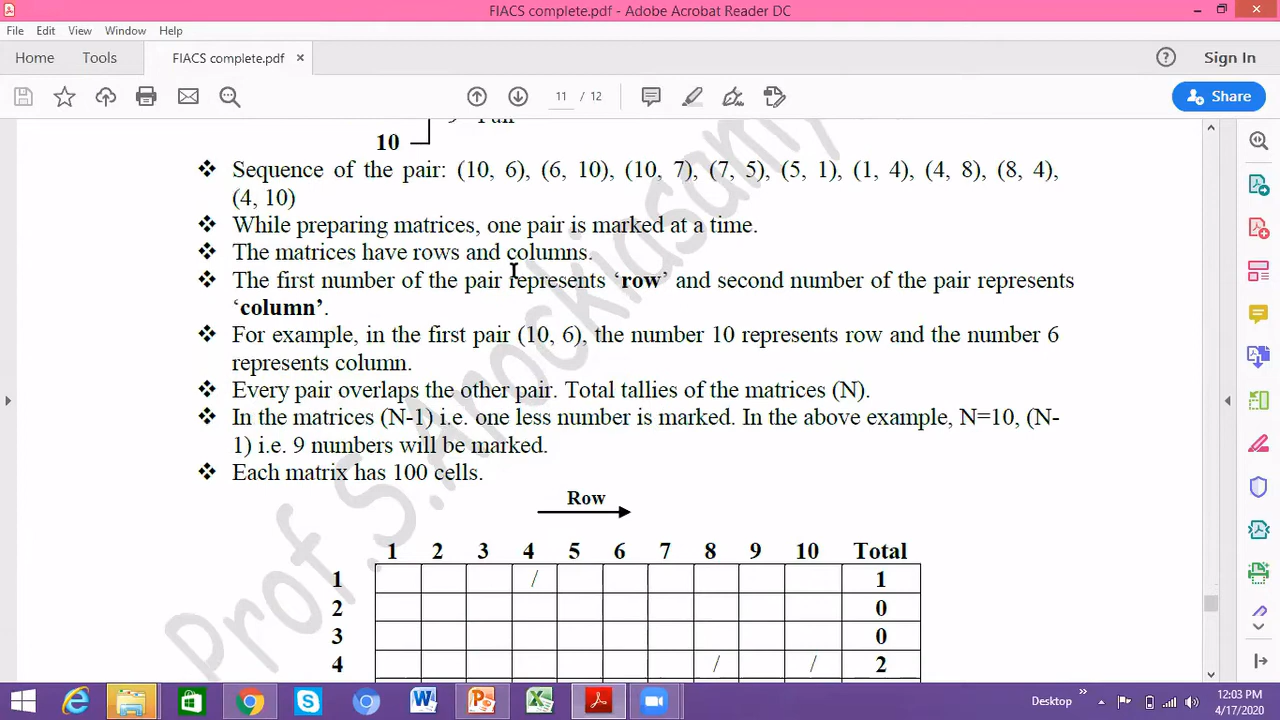 FIACS complete.pdf - Adobe Acrobat Reader DC
File Edit View Window Help
Home Tools FIACS complete.pdf × Sign In
11 / 12 Share
10
❖ Sequence of the pair: (10, 6), (6, 10), (10, 7), (7, 5), (5, 1), (1, 4), (4, 8), (8, 4),
(4, 10)
❖ While preparing matrices, one pair is marked at a time.
❖ The matrices have rows and columns.
❖ The first number of the pair represents ‘row’ and second number of the pair represents
‘column’.
❖ For example, in the first pair (10, 6), the number 10 represents row and the number 6
represents column.
❖ Every pair overlaps the other pair. Total tallies of the matrices (N).
❖ In the matrices (N-1) i.e. one less number is marked. In the above example, N=10, (N-
1) i.e. 9 numbers will be marked.
❖ Each matrix has 100 cells.
Row
1 2 3 4 5 6 7 8 9 10 Total
1 / 1
2 0
3 0
4 / / 2
Prof.S.Arockiasamy
Desktop
12:03 PM
4/17/2020